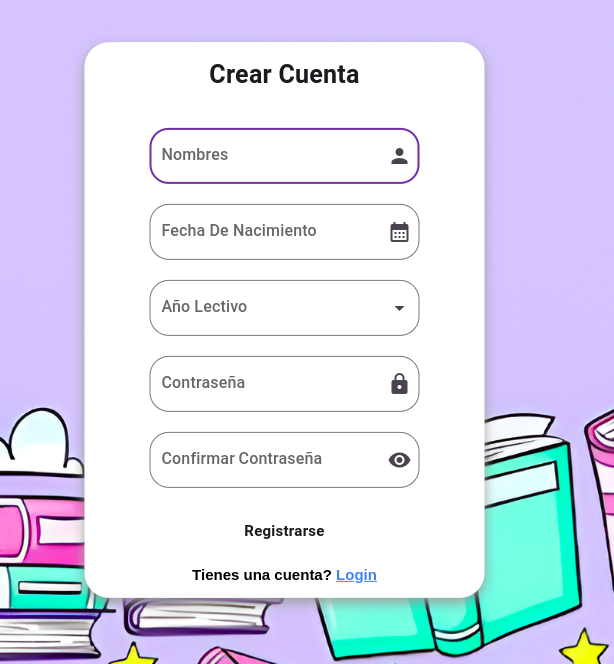 Crear Cuenta
Nombres
Fecha De Nacimiento
Año Lectivo
Contraseña
Confirmar Contraseña
Registrarse
Tienes una cuenta? Login